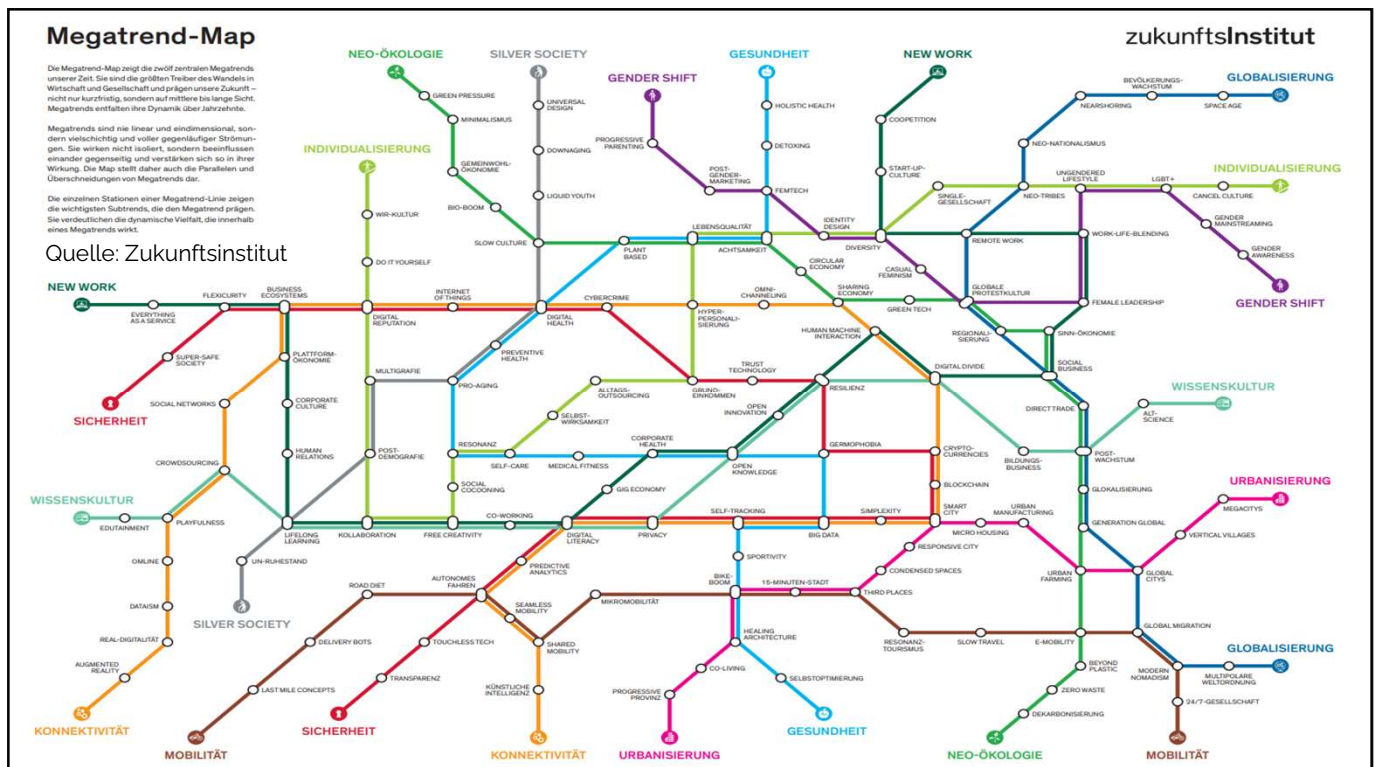 Megatrend-Map
zukunftsInstitut
Die Megatrend-Map zeigt die zwölf zentralen Megatrends
unserer Zeit. Sie sind die größten Treiber des Wandels in
Wirtschaft und Gesellschaft und prägen unsere Zukunft –
nicht nur kurzfristig, sondern auf mittlere bis lange Sicht.
Megatrends entfalten ihre Dynamik über Jahrzehnte.
Megatrends sind nie linear und eindimensional, son-
dern vielschichtig und voller gegenläufiger Strömun-
gen. Sie wirken nicht isoliert, sondern beeinflussen
einander gegenseitig und verstärken sich so in ihrer
Wirkung. Die Map stellt daher auch die Parallelen und
Überschneidungen von Megatrends dar.
Die einzelnen Stationen einer Megatrend-Linie zeigen
die wichtigsten Subtrends, die den Megatrend prägen.
Sie verdeutlichen die dynamische Vielfalt, die innerhalb
eines Megatrends wirkt.
Quelle: Zukunftsinstitut
NEO-ÖKOLOGIE
SILVER SOCIETY
GENDER SHIFT
GESUNDHEIT
NEW WORK
GLOBALISIERUNG
BEVÖLKERUNGS-
WACHSTUM
NEARSHORING
SPACE AGE
GREEN PRESSURE
UNIVERSAL
DESIGN
HOLISTIC HEALTH
COOPETITION
MINIMALISMUS
PROGRESSIVE
PARENTING
DETOXING
NEO-NATIONALISMUS
INDIVIDUALISIERUNG
DOWNAGING
GEMEINWOHL-
ÖKONOMIE
POST-
GENDER-
MARKETING
START-UP-
CULTURE
UNGENDERED
LIFESTYLE
LGBT+
INDIVIDUALISIERUNG
LIQUID YOUTH
FEMTECH
SINGLE-
GESELLSCHAFT
NEO-TRIBES
CANCEL CULTURE
BIO-BOOM
WIR-KULTUR
LEBENSQUALITÄT
IDENTITY
DESIGN
GENDER
MAINSTREAMING
SLOW CULTURE
PLANT
BASED
ACHTSAMKEIT
DIVERSITY
REMOTE WORK
WORK-LIFE-BLENDING
DO IT YOURSELF
CIRCULAR
ECONOMY
CASUAL
FEMINISM
GENDER
AWARENESS
NEW WORK
FLEXICURITY
BUSINESS
ECOSYSTEMS
INTERNET
OF THINGS
CYBERCRIME
OMNI-
CHANNELING
SHARING
ECONOMY
GLOBALE
PROTESTKULTUR
FEMALE LEADERSHIP
GENDER SHIFT
EVERYTHING
AS A SERVICE
DIGITAL
REPUTATION
DIGITAL
HEALTH
HYPER-
PERSONALI-
SIERUNG
GREEN TECH
HUMAN MACHINE
INTERACTION
REGIONALI-
SIERUNG
SINN-ÖKONOMIE
SUPER-SAFE
SOCIETY
PLATTFORM-
ÖKONOMIE
PREVENTIVE
HEALTH
TRUST
TECHNOLOGY
DIGITAL DIVIDE
SOCIAL
BUSINESS
MULTIGRAFIE
PRO-AGING
ALLTAGS-
OUTSOURCING
GRUND-
EINKOMMEN
RESILIENZ
WISSENSKULTUR
SICHERHEIT
SOCIAL NETWORKS
CORPORATE
CULTURE
SELBST-
WIRKSAMKEIT
OPEN
INNOVATION
DIRECT TRADE
ALT-
SCIENCE
HUMAN
RELATIONS
POST-
DEMOGRAFIE
RESONANZ
SELF-CARE
MEDICAL FITNESS
CORPORATE
HEALTH
OPEN
KNOWLEDGE
GERMOPHOBIA
CRYPTO-
CURRENCIES
BILDUNGS-
BUSINESS
POST-
WACHSTUM
CROWDSOURCING
SOCIAL
COCOONING
GIG ECONOMY
BLOCKCHAIN
GLOKALISIERUNG
URBANISIERUNG
MEGACITYS
WISSENSKULTUR
EDUTAINMENT
PLAYFULNESS
LIFELONG
LEARNING
KOLLABORATION
FREE CREATIVITY
CO-WORKING
DIGITAL
LITERACY
PRIVACY
SELF-TRACKING
BIG DATA
SIMPLEXITY
SMART
CITY
MICRO HOUSING
URBAN
MANUFACTURING
GENERATION GLOBAL
VERTICAL VILLAGES
OMLINE
UN-RUHESTAND
PREDICTIVE
ANALYTICS
SPORTIVITY
RESPONSIVE CITY
CONDENSED SPACES
URBAN
FARMING
GLOBAL
CITYS
ROAD DIET
AUTONOMES
FAHREN
BIKE-
BOOM
15-MINUTEN-STADT
THIRD PLACES
DATAISM
SILVER SOCIETY
SEAMLESS
MOBILITY
MIKROMOBILITÄT
REAL-DIGITALITÄT
DELIVERY BOTS
TOUCHLESS TECH
SHARED
MOBILITY
HEALING
ARCHITECTURE
RESONANZ-
TOURISMUS
SLOW TRAVEL
E-MOBILITY
GLOBAL MIGRATION
AUGMENTED
REALITY
LAST MILE CONCEPTS
TRANSPARENZ
KÜNSTLICHE
INTELLIGENZ
CO-LIVING
PROGRESSIVE
PROVINZ
SELBSTOPTIMIERUNG
BEYOND
PLASTIC
MODERN
NOMADISM
MULTIPOLARE
WELTORDNUNG
GLOBALISIERUNG
ZERO WASTE
24/7-GESELLSCHAFT
DEKARBONISIERUNG
KONNEKTIVITÄT
MOBILITÄT
SICHERHEIT
KONNEKTIVITÄT
URBANISIERUNG
GESUNDHEIT
NEO-ÖKOLOGIE
MOBILITÄT